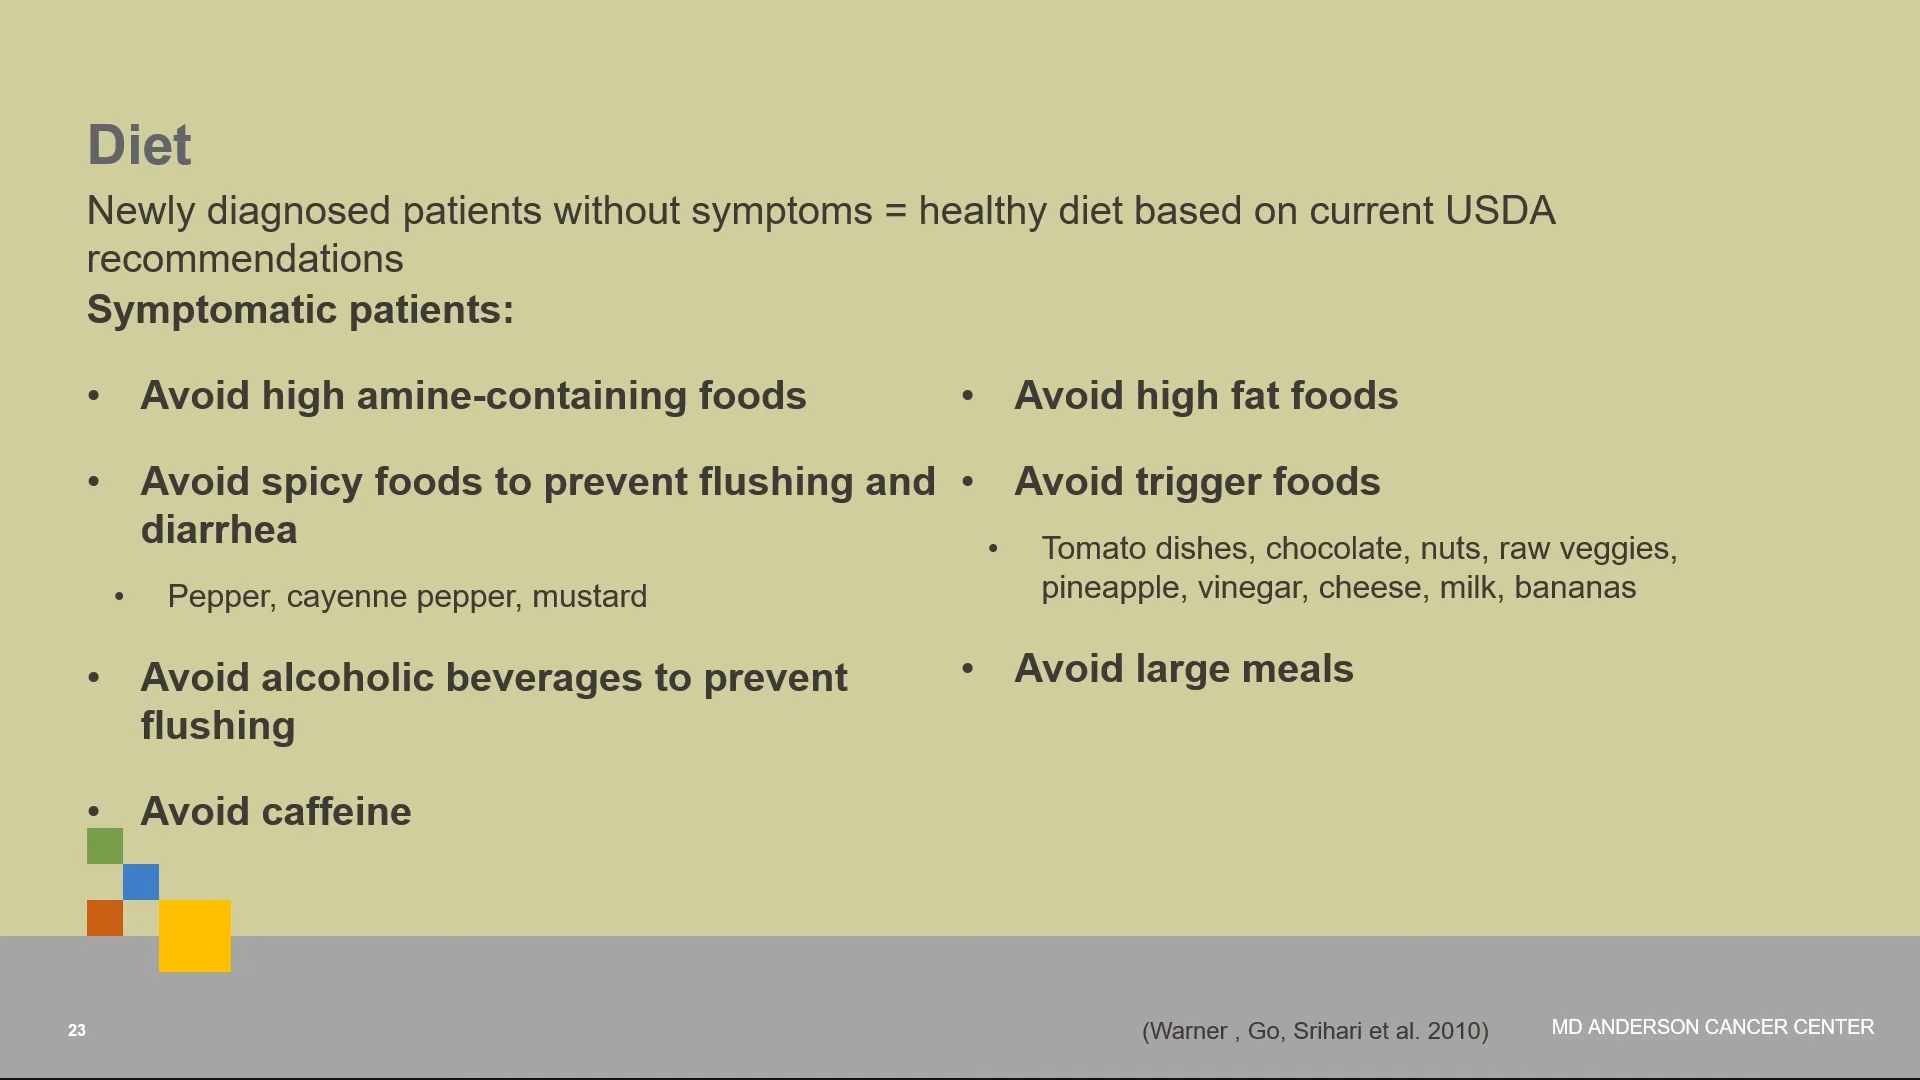 Diet
Newly diagnosed patients without symptoms = healthy diet based on current USDA
recommendations
Symptomatic patients:
• Avoid high amine-containing foods
• Avoid spicy foods to prevent flushing and
diarrhea
• Pepper, cayenne pepper, mustard
• Avoid alcoholic beverages to prevent
flushing
• Avoid caffeine
• Avoid high fat foods
• Avoid trigger foods
• Tomato dishes, chocolate, nuts, raw veggies,
pineapple, vinegar, cheese, milk, bananas
• Avoid large meals
23
(Warner , Go, Srihari et al. 2010)
MD ANDERSON CANCER CENTER